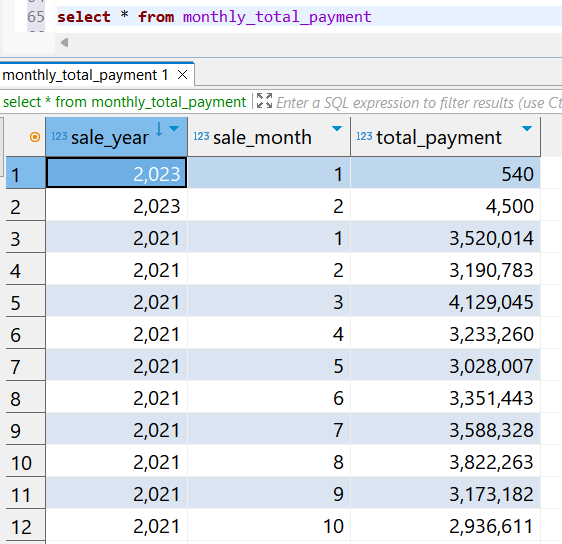 65 select * from monthly_total_payment
monthly_total_payment 1
select * from monthly_total_payment Enter a SQL expression to filter results (use Ct
123 sale_year 123 sale_month 123 total_payment
1 2,023 1 540
2 2,023 2 4,500
3 2,021 1 3,520,014
4 2,021 2 3,190,783
5 2,021 3 4,129,045
6 2,021 4 3,233,260
7 2,021 5 3,028,007
8 2,021 6 3,351,443
9 2,021 7 3,588,328
10 2,021 8 3,822,263
11 2,021 9 3,173,182
12 2,021 10 2,936,611